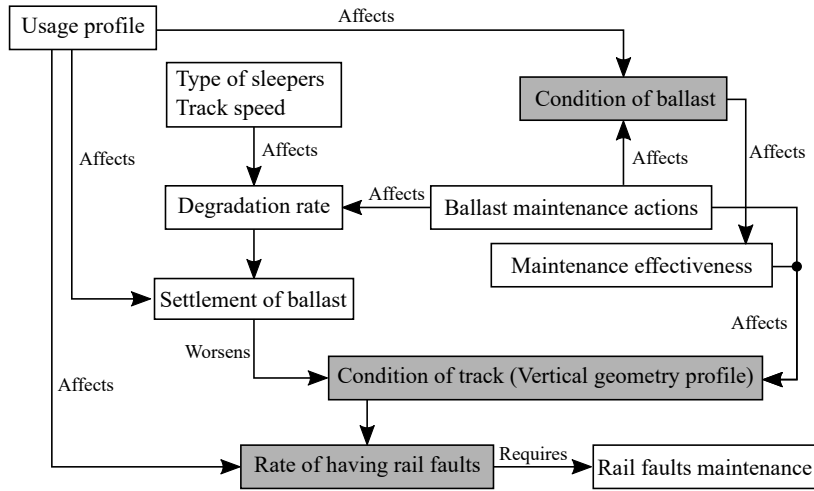 Usage profile
Affects
Type of sleepers
Track speed
Condition of ballast
Affects
Affects
Affects
Affects
Degradation rate
Affects
Ballast maintenance actions
Maintenance effectiveness
Settlement of ballast
Affects
Worsens
Condition of track (Vertical geometry profile)
Affects
Rate of having rail faults
Requires
Rail faults maintenance